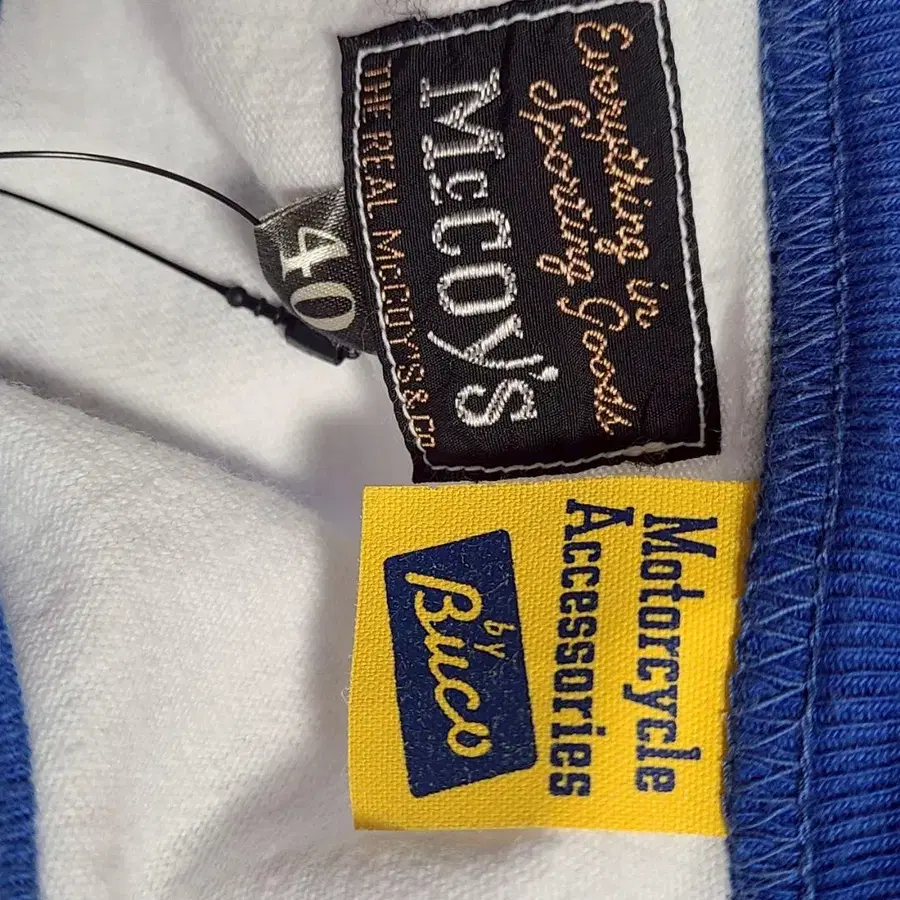 Everything in
Sporting Goods
McCOY'S
THE REAL McCOY'S & CO
40
Motorcycle
Accessories
by
Buco